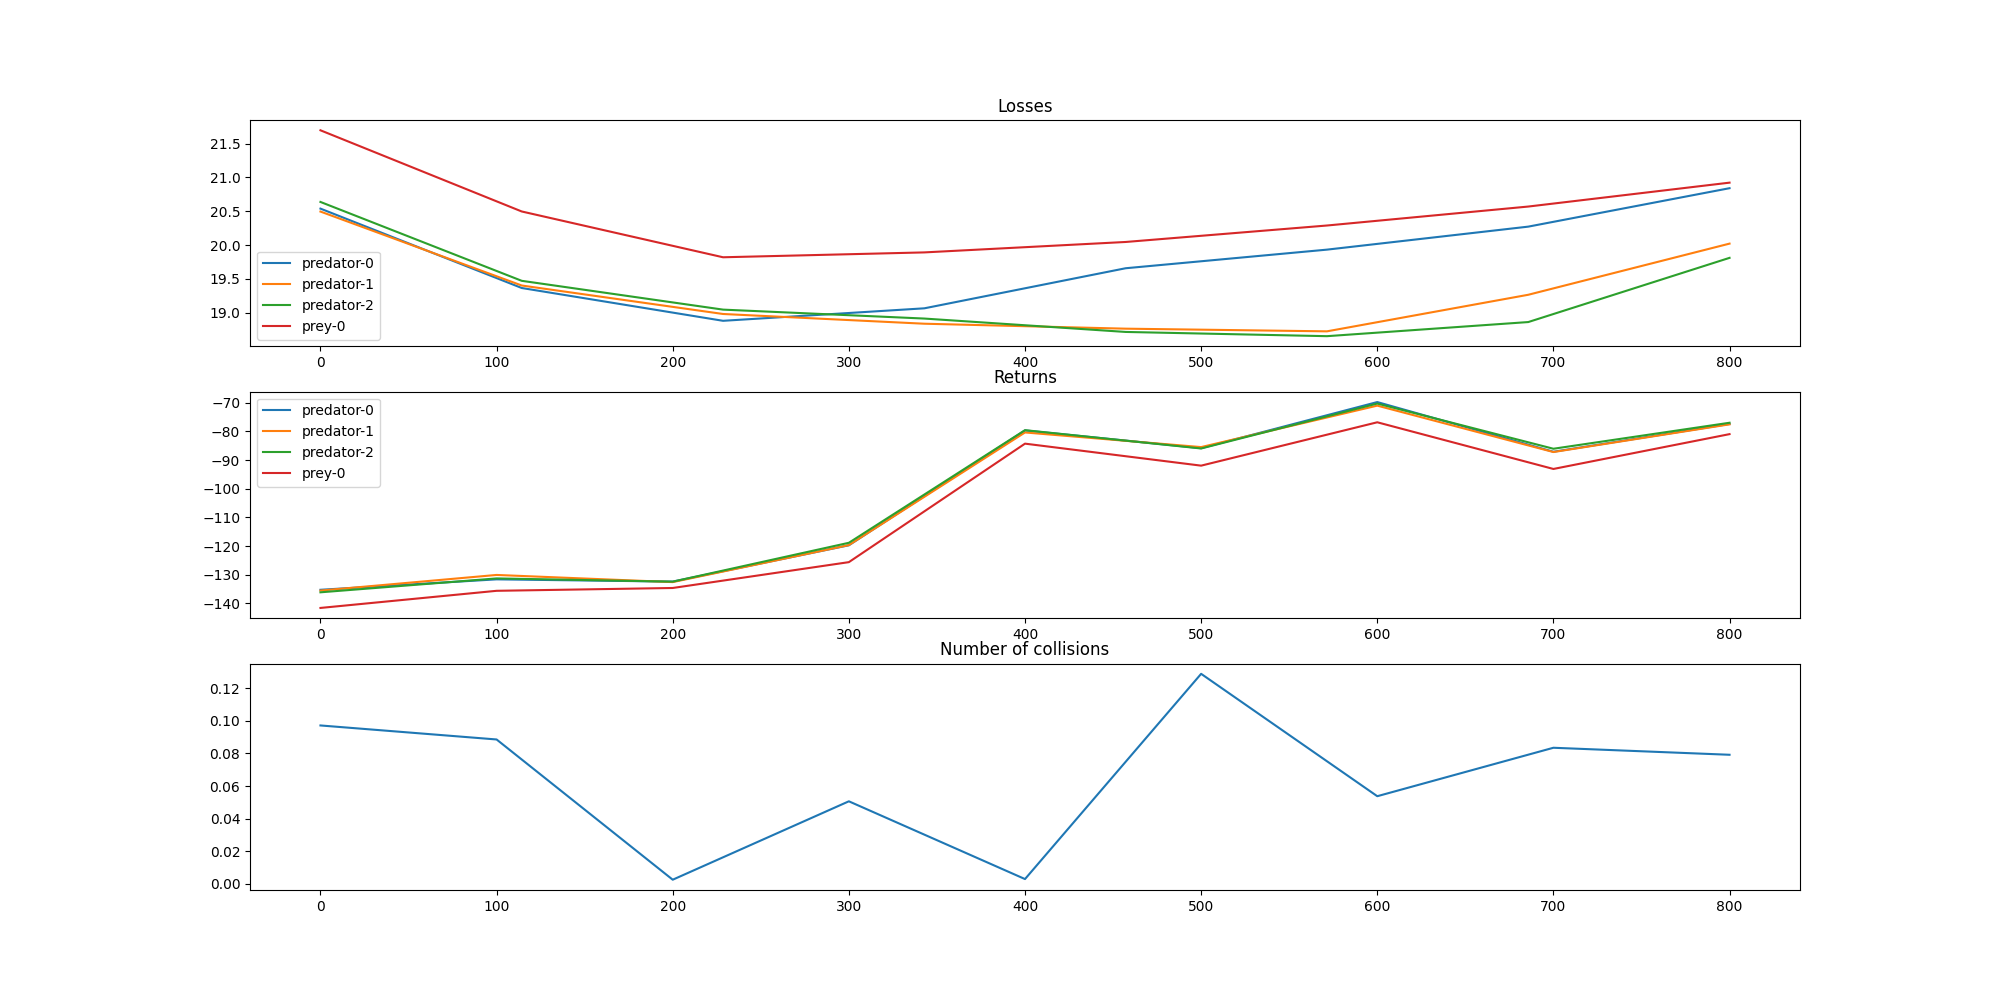 Losses
21.5
21.0
20.5
20.0
19.5
19.0
predator-0
predator-1
predator-2
prey-0
0 100 200 300 400 500 600 700 800
Returns
−70
−80
−90
−100
−110
−120
−130
−140
predator-0
predator-1
predator-2
prey-0
0 100 200 300 400 500 600 700 800
Number of collisions
0.12
0.10
0.08
0.06
0.04
0.02
0.00
0 100 200 300 400 500 600 700 800